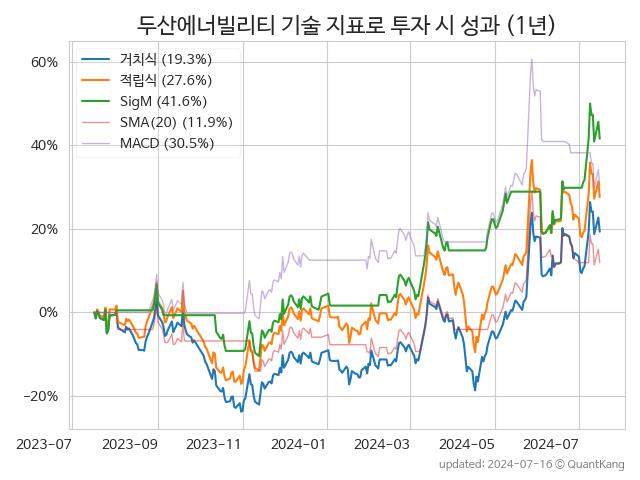 두산에너빌리티 기술 지표로 투자 시 성과 (1년)
거치식 (19.3%)
적립식 (27.6%)
SigM (41.6%)
SMA(20) (11.9%)
MACD (30.5%)
60%
40%
20%
0%
−20%
2023-07 2023-09 2023-11 2024-01 2024-03 2024-05 2024-07
updated: 2024-07-16 © QuantKang